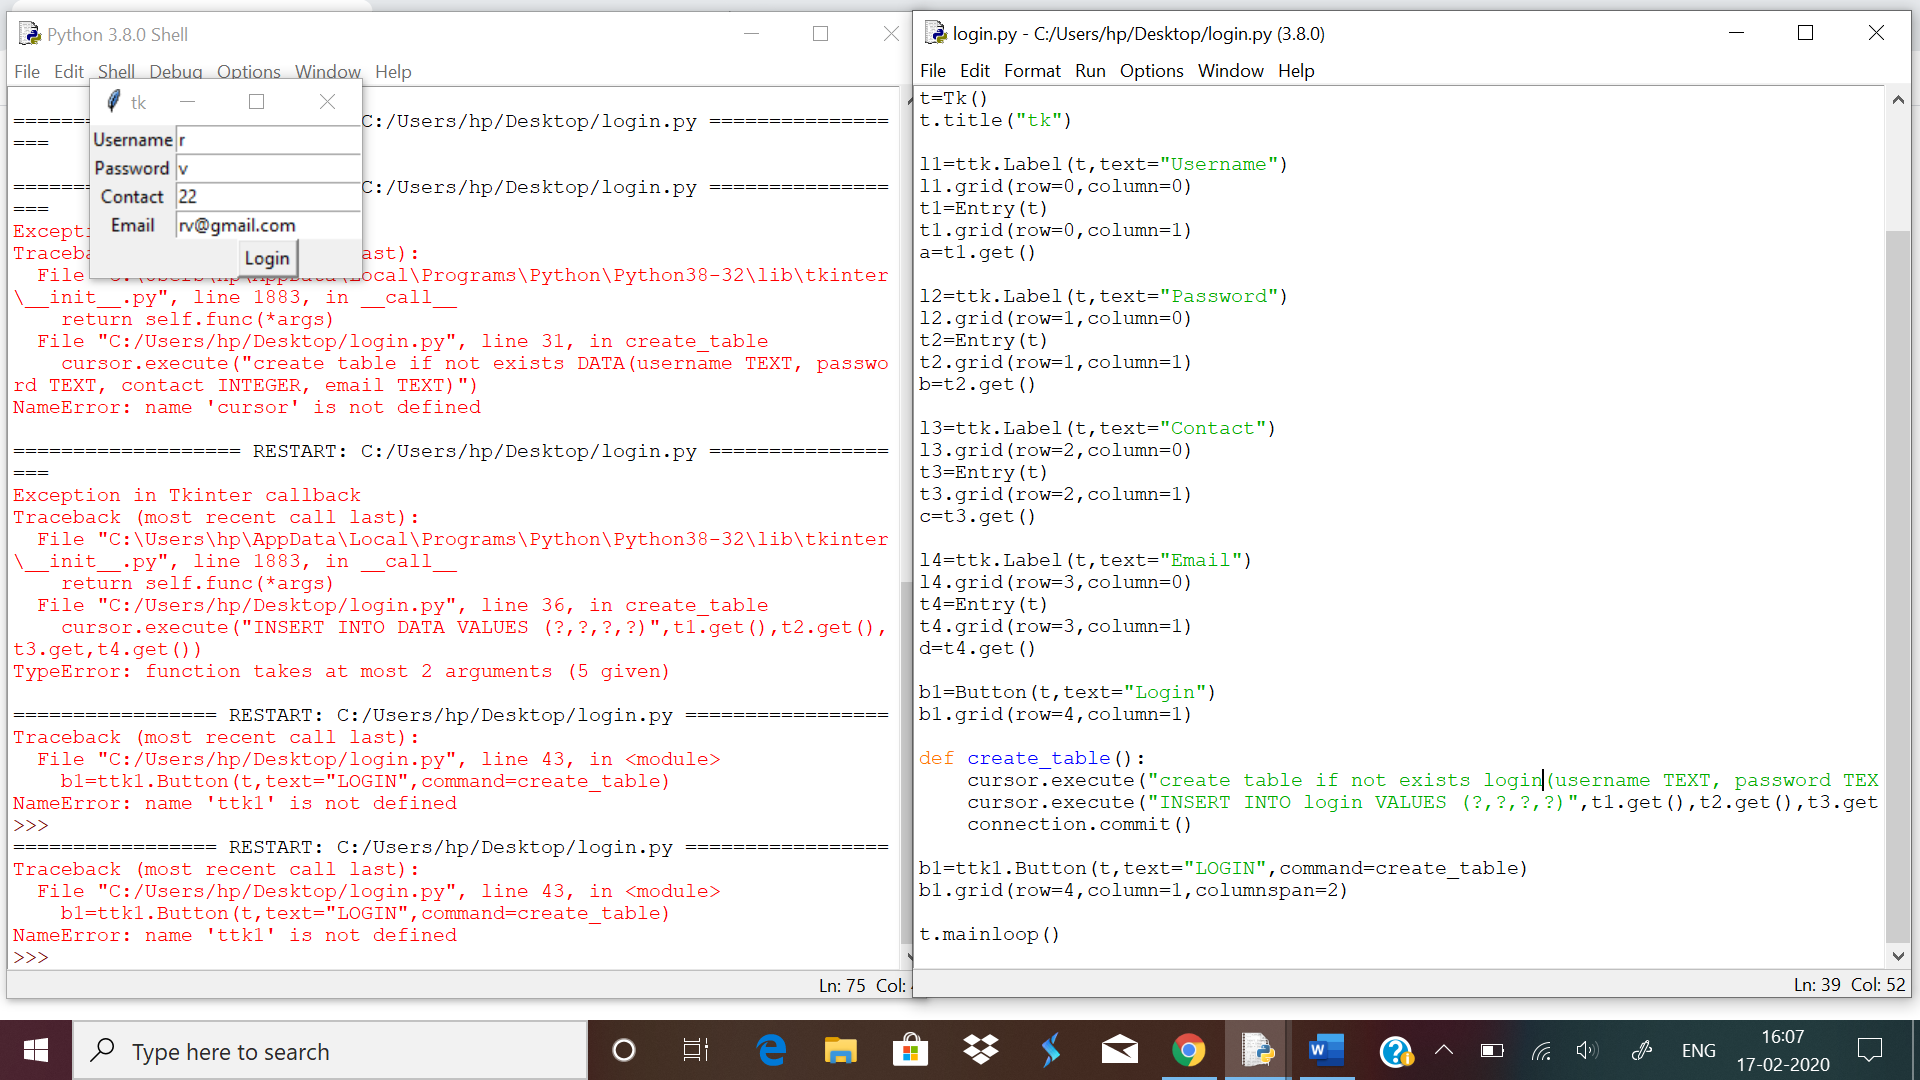 Python 3.8.0 Shell
File Edit Shell Debug Options Window Help
C:/Users/hp/Desktop/login.py ===============
===
C:/Users/hp/Desktop/login.py ===============
===
Excepti
Traceba ast):
File "C:\Users\hp\AppData\Local\Programs\Python\Python38-32\lib\tkinter
\__init__.py", line 1883, in __call__
return self.func(*args)
File "C:/Users/hp/Desktop/login.py", line 31, in create_table
cursor.execute("create table if not exists DATA(username TEXT, passwo
rd TEXT, contact INTEGER, email TEXT)")
NameError: name 'cursor' is not defined
=================== RESTART: C:/Users/hp/Desktop/login.py ================
===
Exception in Tkinter callback
Traceback (most recent call last):
File "C:\Users\hp\AppData\Local\Programs\Python\Python38-32\lib\tkinter
\__init__.py", line 1883, in __call__
return self.func(*args)
File "C:/Users/hp/Desktop/login.py", line 36, in create_table
cursor.execute("INSERT INTO DATA VALUES (?,?,?,?)",t1.get(),t2.get(),
t3.get,t4.get())
TypeError: function takes at most 2 arguments (5 given)
================= RESTART: C:/Users/hp/Desktop/login.py =================
Traceback (most recent call last):
File "C:/Users/hp/Desktop/login.py", line 43, in <module>
b1=ttk1.Button(t,text="LOGIN",command=create_table)
NameError: name 'ttk1' is not defined
>>>
================= RESTART: C:/Users/hp/Desktop/login.py =================
Traceback (most recent call last):
File "C:/Users/hp/Desktop/login.py", line 43, in <module>
b1=ttk1.Button(t,text="LOGIN",command=create_table)
NameError: name 'ttk1' is not defined
>>>
Ln: 75 Col:
tk
Username r
Password v
Contact 22
Email rv@gmail.com
Login
login.py - C:/Users/hp/Desktop/login.py (3.8.0)
File Edit Format Run Options Window Help
t=Tk()
t.title("tk")
l1=ttk.Label(t,text="Username")
l1.grid(row=0,column=0)
t1=Entry(t)
t1.grid(row=0,column=1)
a=t1.get()
l2=ttk.Label(t,text="Password")
l2.grid(row=1,column=0)
t2=Entry(t)
t2.grid(row=1,column=1)
b=t2.get()
l3=ttk.Label(t,text="Contact")
l3.grid(row=2,column=0)
t3=Entry(t)
t3.grid(row=2,column=1)
c=t3.get()
l4=ttk.Label(t,text="Email")
l4.grid(row=3,column=0)
t4=Entry(t)
t4.grid(row=3,column=1)
d=t4.get()
b1=Button(t,text="Login")
b1.grid(row=4,column=1)
def create_table():
cursor.execute("create table if not exists login(username TEXT, password TEX
cursor.execute("INSERT INTO login VALUES (?,?,?,?)",t1.get(),t2.get(),t3.get
connection.commit()
b1=ttk1.Button(t,text="LOGIN",command=create_table)
b1.grid(row=4,column=1,columnspan=2)
t.mainloop()
Ln: 39 Col: 52
Type here to search
ENG
16:07
17-02-2020